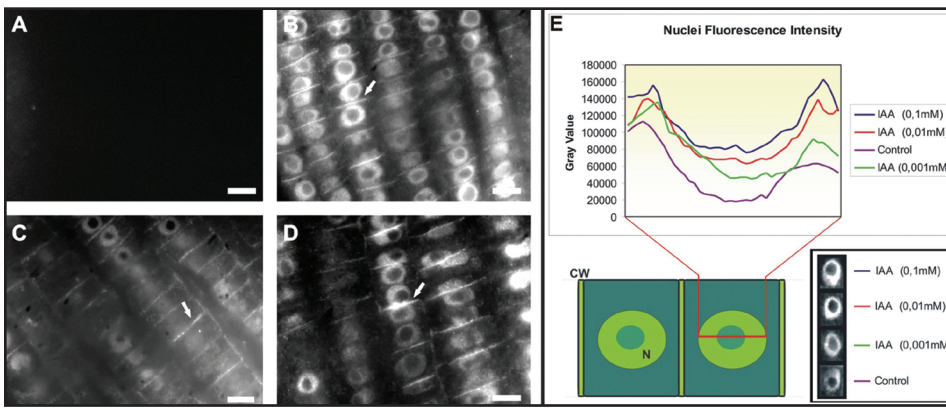 A
B
C
D
E
Nuclei Fluorescence Intensity
Gray Value
180000
160000
140000
120000
100000
80000
60000
40000
20000
0
IAA (0,1mM)
IAA (0,01mM)
Control
IAA (0,001mM)
CW
N
IAA (0,1mM)
IAA (0,01mM)
IAA (0,001mM)
Control